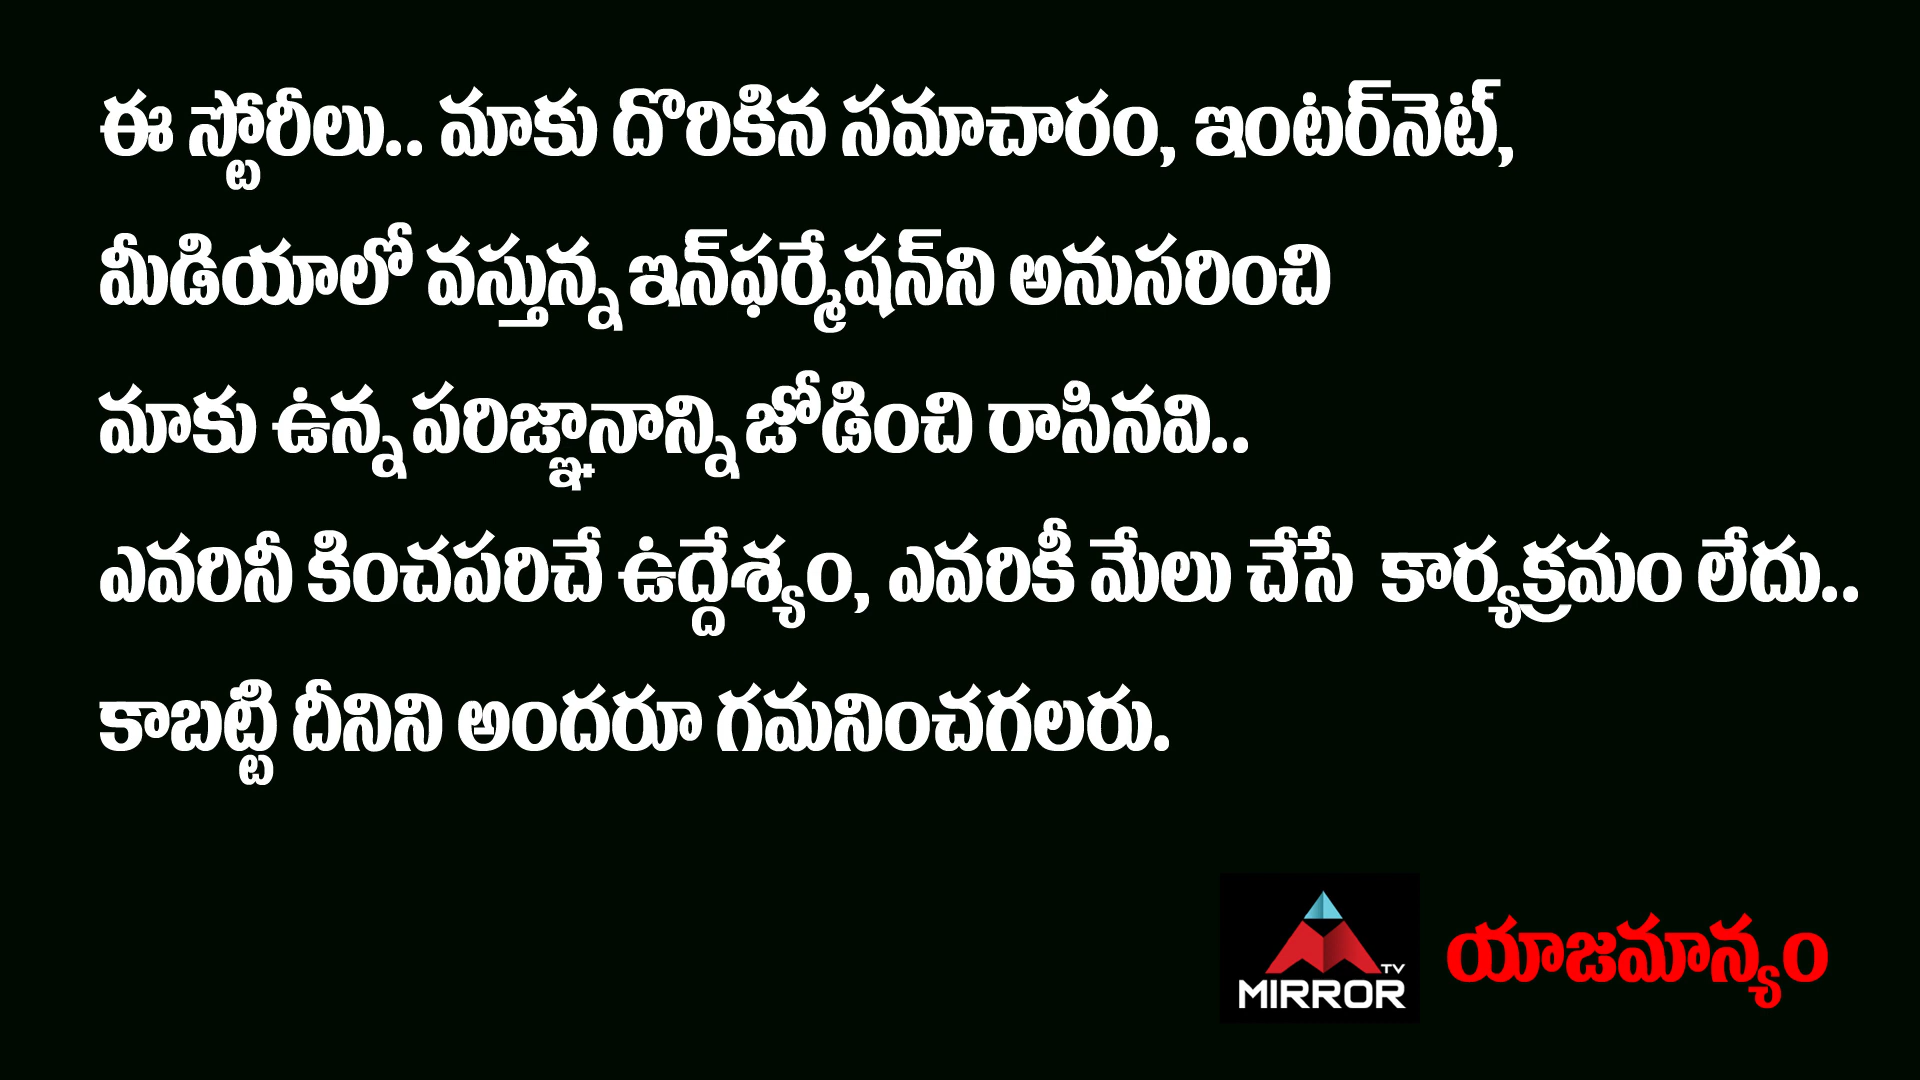 ఈ స్టోరీలు.. మాకు దొరికిన సమాచారం, ఇంటర్‌నెట్,
మీడియాలో వస్తున్న ఇన్‌ఫర్మేషన్‌ని అనుసరించి
మాకు ఉన్న పరిజ్ఞానాన్ని జోడించి రాసినవి..
ఎవరినీ కించపరిచే ఉద్దేశ్యం, ఎవరికీ మేలు చేసే కార్యక్రమం లేదు..
కాబట్టి దీనిని అందరూ గమనించగలరు.
TV
MIRROR
యాజమాన్యం